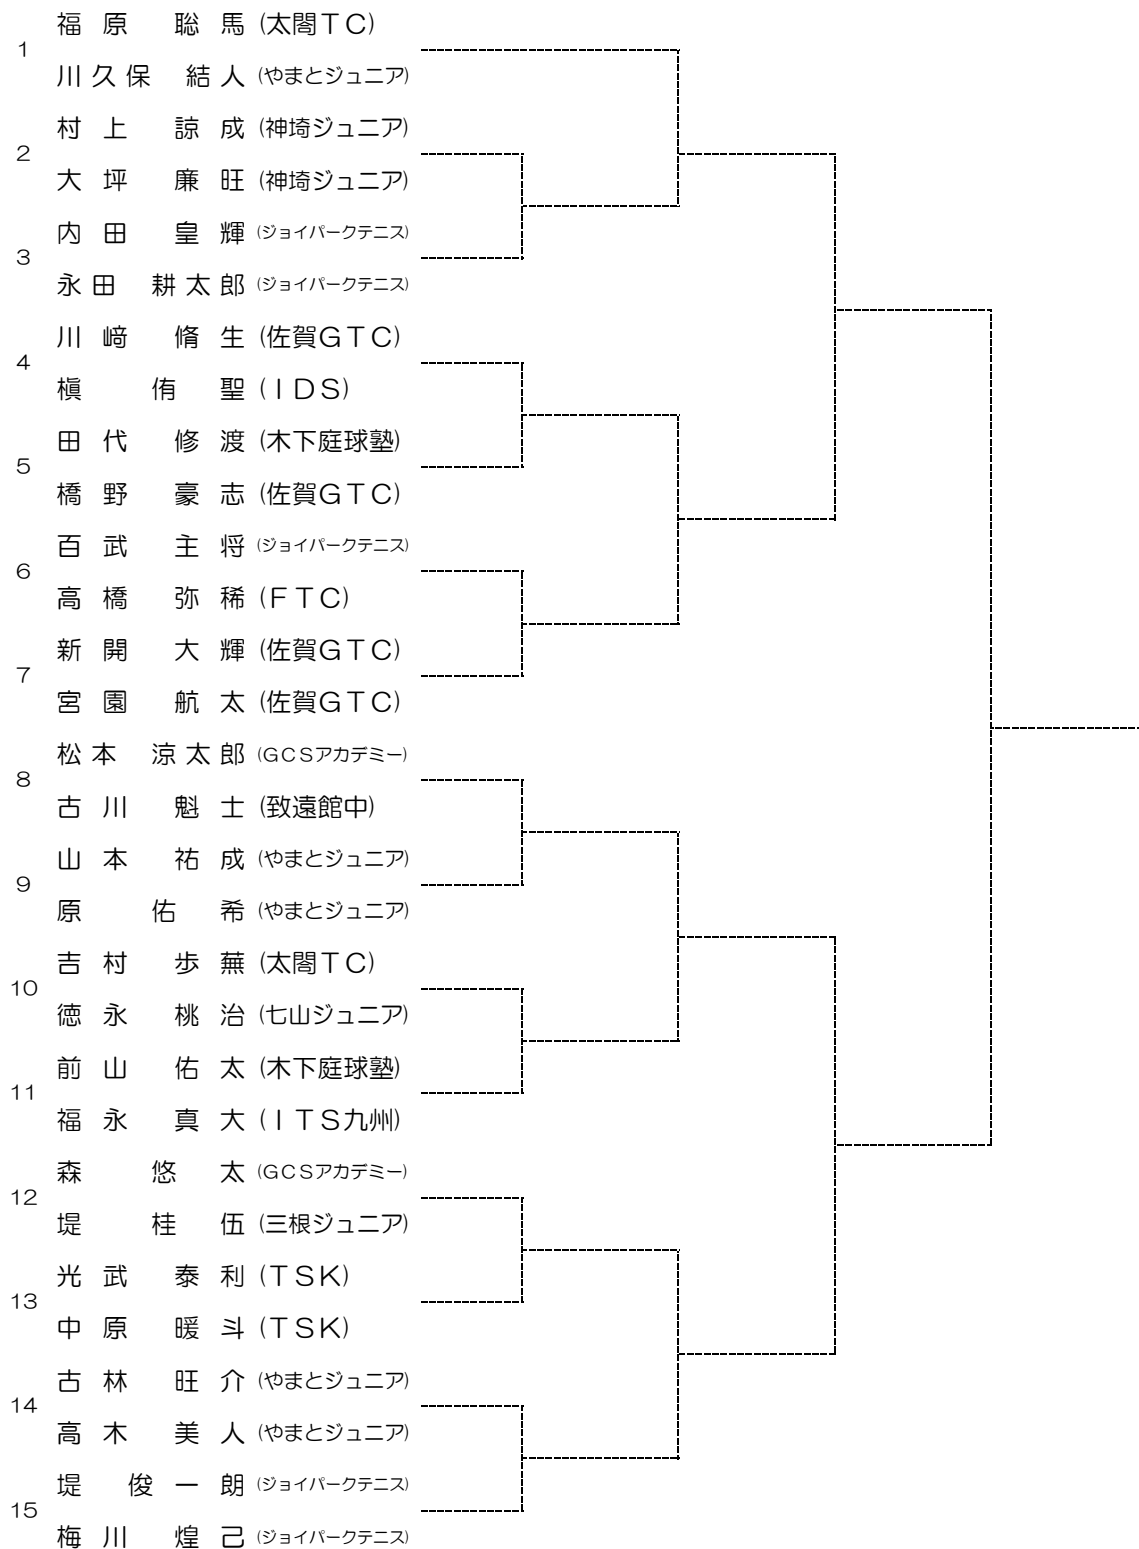 福原 聡馬 (太閤TC)
1
川久保 結人 (やまとジュニア)
村上 諒成 (神埼ジュニア)
2
大坪 廉旺 (神埼ジュニア)
内田 皇輝 (ジョイパークテニス)
3
永田 耕太郎 (ジョイパークテニス)
川﨑 脩生 (佐賀GTC)
4
槇 侑聖 (IDS)
田代 修渡 (木下庭球塾)
5
橋野 豪志 (佐賀GTC)
百武 主将 (ジョイパークテニス)
6
高橋 弥稀 (FTC)
新開 大輝 (佐賀GTC)
7
宮園 航太 (佐賀GTC)
松本 涼太郎 (GCSアカデミー)
8
古川 魁士 (致遠館中)
山本 祐成 (やまとジュニア)
9
原 佑希 (やまとジュニア)
吉村 歩蕪 (太閤TC)
10
徳永 桃治 (七山ジュニア)
前山 佑太 (木下庭球塾)
11
福永 真大 (ITS九州)
森 悠太 (GCSアカデミー)
12
堤 桂伍 (三根ジュニア)
光武 泰利 (TSK)
13
中原 暖斗 (TSK)
古林 旺介 (やまとジュニア)
14
高木 美人 (やまとジュニア)
堤 俊一朗 (ジョイパークテニス)
15
梅川 煌己 (ジョイパークテニス)